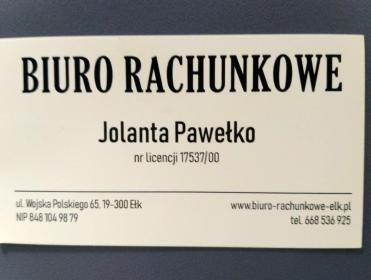 BIURO RACHUNKOWE
Jolanta Pawełko
nr licencji 17537/00
ul. Wojska Polskiego 65, 19-300 Ełk
www.biuro-rachunkowe-elk.pl
NIP 848 104 98 79
tel. 668 536 925